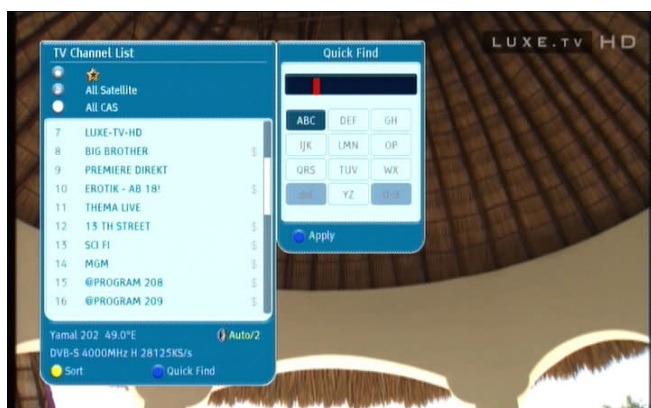 LUXE.TV HD
TV Channel List
All Satellite
All CAS
7 LUXE-TV-HD
8 BIG BROTHER $
9 PREMIERE DIREKT
10 EROTIK - AB 18! $
11 THEMA LIVE
12 13 TH STREET $
13 SCI FI $
14 MGM $
15 @PROGRAM 208 $
16 @PROGRAM 209 $
Yamal 202 49.0°E Auto/2
DVB-S 4000MHz H 28125KS/s
Sort Quick Find
Quick Find
ABC DEF GH
IJK LMN OP
QRS TUV WX
YZ
Apply